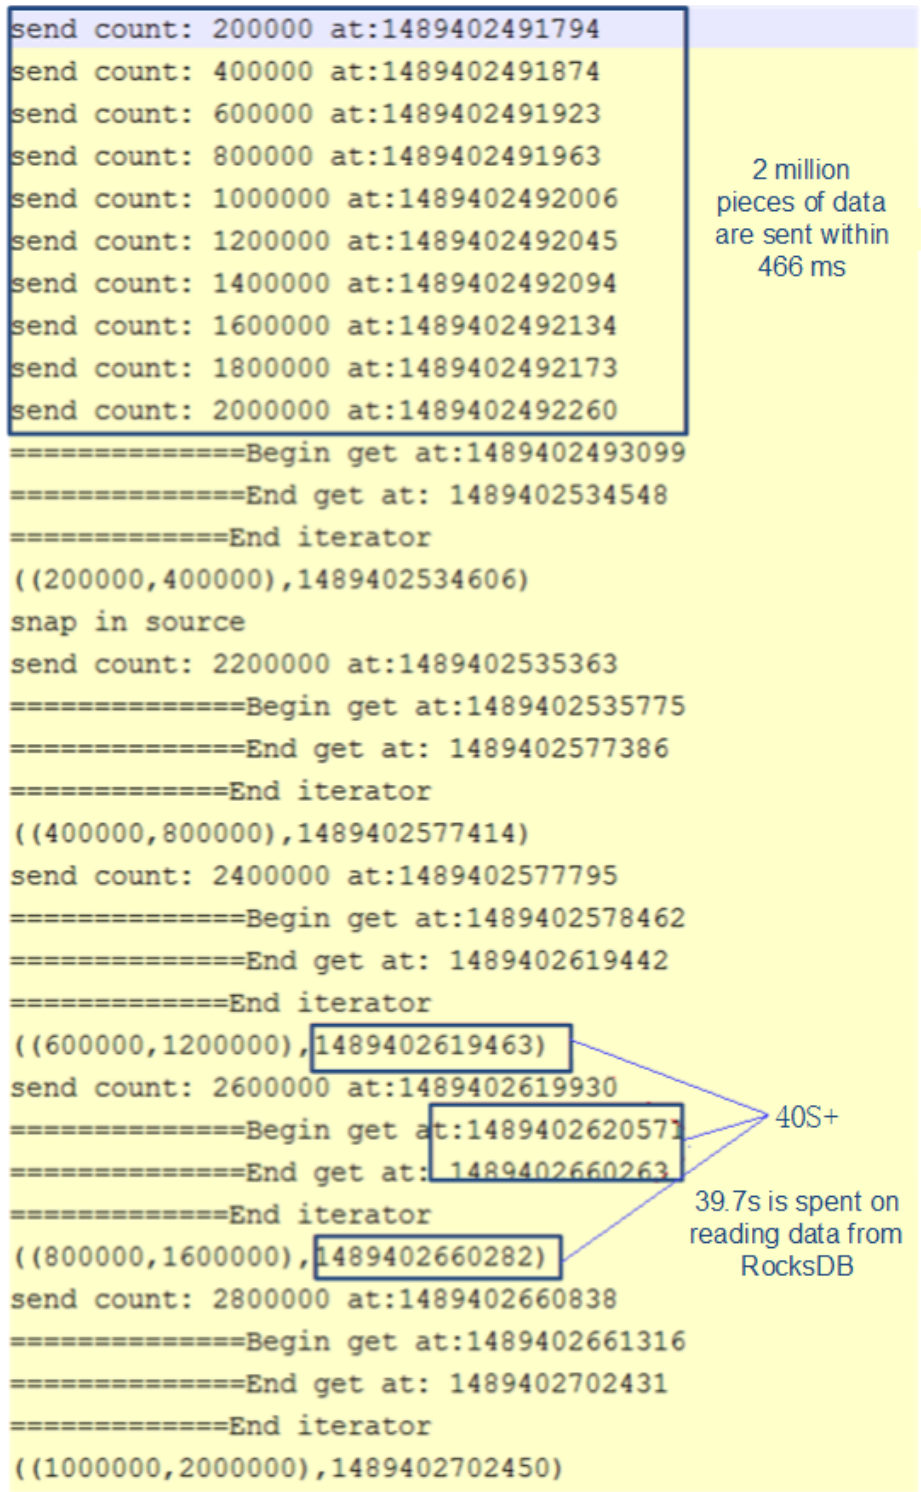 send count: 200000 at:1489402491794
send count: 400000 at:1489402491874
send count: 600000 at:1489402491923
send count: 800000 at:1489402491963
send count: 1000000 at:1489402492006
send count: 1200000 at:1489402492045
send count: 1400000 at:1489402492094
send count: 1600000 at:1489402492134
send count: 1800000 at:1489402492173
send count: 2000000 at:1489402492260
2 million
pieces of data
are sent within
466 ms
==============Begin get at:1489402493099
==============End get at: 1489402534548
=============End iterator
((200000,400000),1489402534606)
snap in source
send count: 2200000 at:1489402535363
==============Begin get at:1489402535775
==============End get at: 1489402577386
=============End iterator
((400000,800000),1489402577414)
send count: 2400000 at:1489402577795
==============Begin get at:1489402578462
==============End get at: 1489402619442
=============End iterator
((600000,1200000),1489402619463)
send count: 2600000 at:1489402619930
==============Begin get at:1489402620571
==============End get at: 1489402660263
=============End iterator
((800000,1600000),1489402660282)
40S+
39.7s is spent on
reading data from
RocksDB
send count: 2800000 at:1489402660838
==============Begin get at:1489402661316
==============End get at: 1489402702431
=============End iterator
((1000000,2000000),1489402702450)